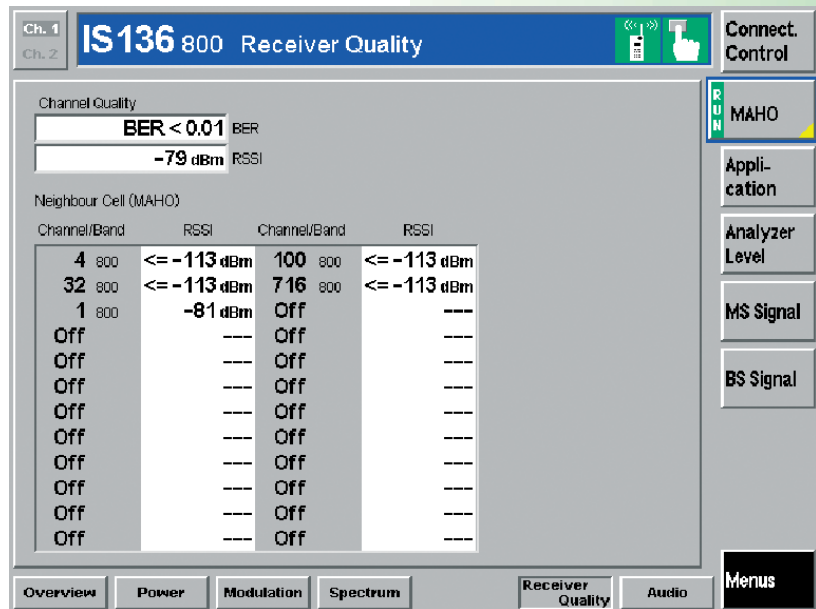 Ch. 1
Ch. 2
IS136 800 Receiver Quality
Connect.
Control
RUN
MAHO
Appli-
cation
Analyzer
Level
MS Signal
BS Signal
Menus
Channel Quality
BER < 0.01 BER
-79 dBm RSSI
Neighbour Cell (MAHO)
Channel/Band RSSI Channel/Band RSSI
4 800 <= -113 dBm 100 800 <= -113 dBm
32 800 <= -113 dBm 716 800 <= -113 dBm
1 800 -81 dBm Off ---
Off --- Off ---
Off --- Off ---
Off --- Off ---
Off --- Off ---
Off --- Off ---
Off --- Off ---
Off --- Off ---
Off --- Off ---
Off --- Off ---
Overview Power Modulation Spectrum Receiver Quality Audio